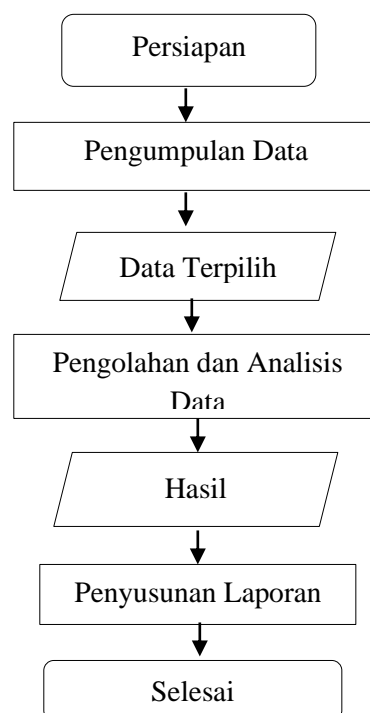 Persiapan
Pengumpulan Data
Data Terpilih
Pengolahan dan Analisis
Data
Hasil
Penyusunan Laporan
Selesai